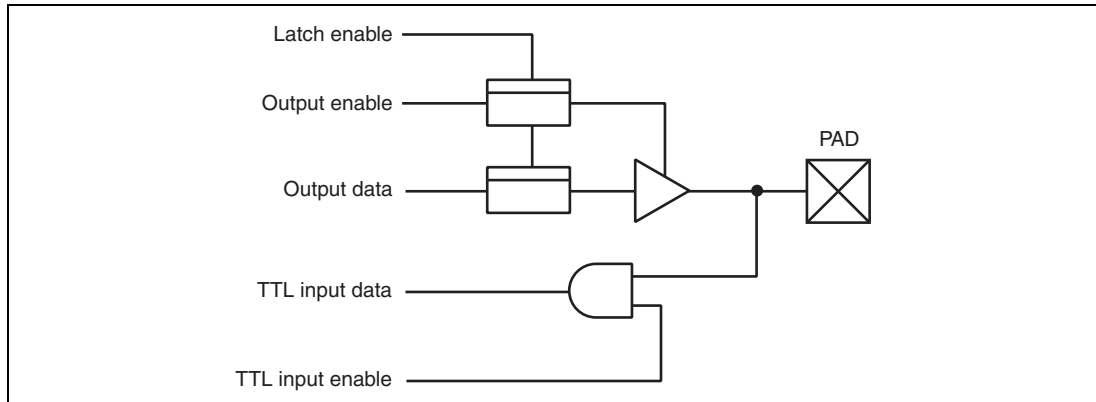 Latch enable
Output enable
PAD
Output data
TTL input data
TTL input enable